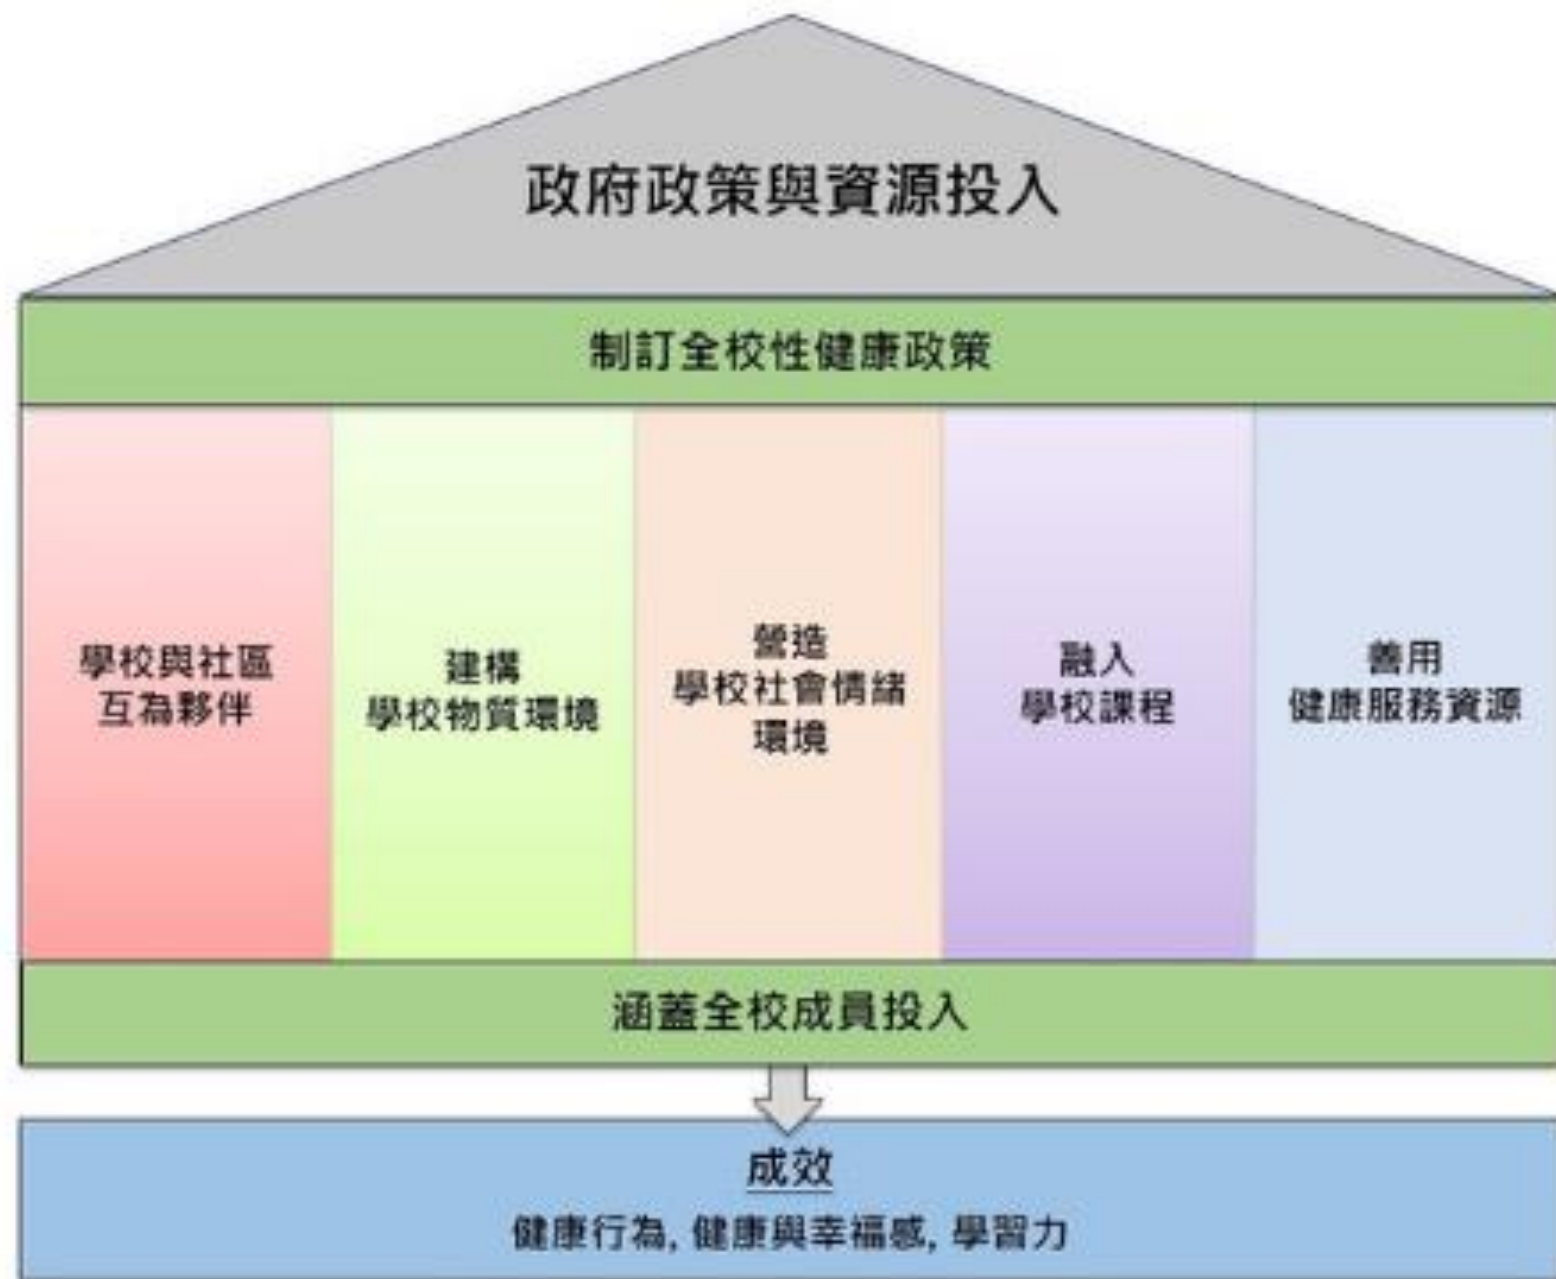 政府政策與資源投入
制訂全校性健康政策
學校與社區
互為夥伴
建構
學校物質環境
營造
學校社會情緒
環境
融入
學校課程
善用
健康服務資源
涵蓋全校成員投入
成效
健康行為, 健康與幸福感, 學習力